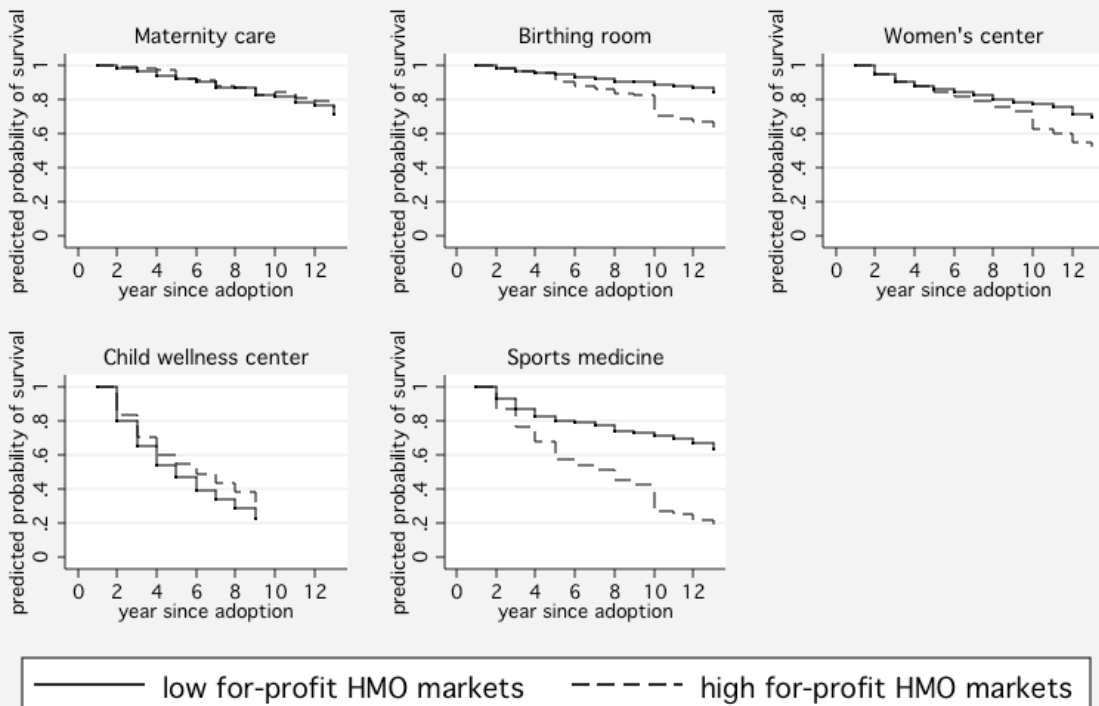 Maternity care
predicted probability of survival
1
.8
.6
.4
.2
0
0 2 4 6 8 10 12
year since adoption
Birthing room
predicted probability of survival
1
.8
.6
.4
.2
0
0 2 4 6 8 10 12
year since adoption
Women's center
predicted probability of survival
1
.8
.6
.4
.2
0
0 2 4 6 8 10 12
year since adoption
Child wellness center
predicted probability of survival
1
.8
.6
.4
.2
0
0 2 4 6 8 10 12
year since adoption
Sports medicine
predicted probability of survival
1
.8
.6
.4
.2
0
0 2 4 6 8 10 12
year since adoption
low for-profit HMO markets
high for-profit HMO markets